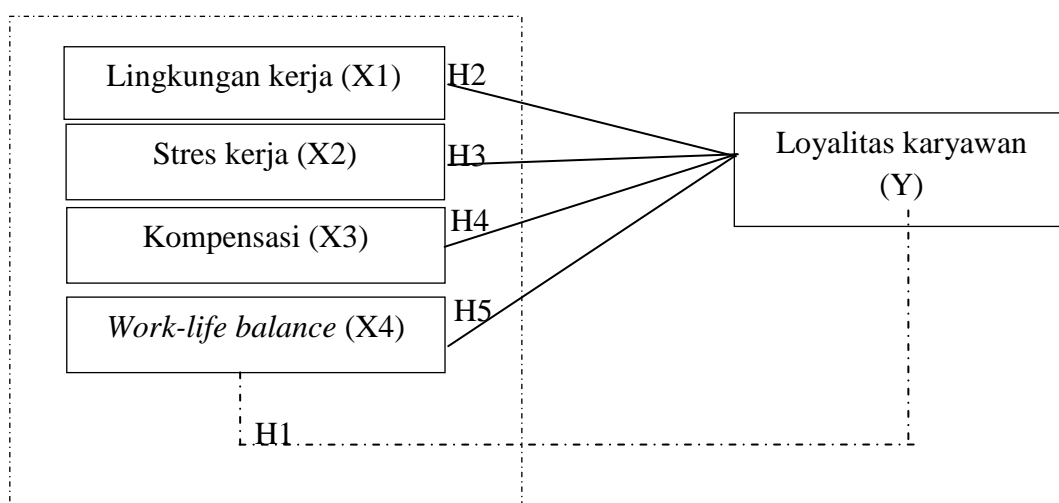 Lingkungan kerja (X1)
H2
Stres kerja (X2)
H3
Kompensasi (X3)
H4
Work-life balance (X4)
H5
H1
Loyalitas karyawan
(Y)